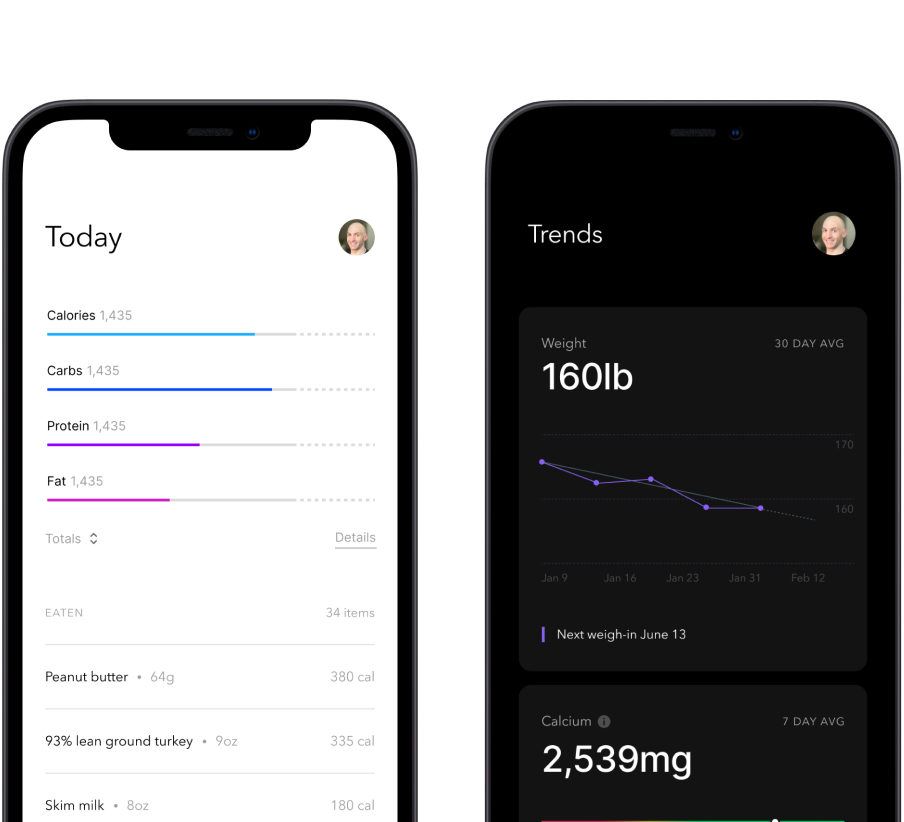 Today
Calories 1,435
Carbs 1,435
Protein 1,435
Fat 1,435
Totals
Details
EATEN
34 items
Peanut butter • 64g
380 cal
93% lean ground turkey • 9oz
335 cal
Skim milk • 8oz
180 cal
Trends
Weight
30 DAY AVG
160lb
170
160
Jan 9
Jan 16
Jan 23
Jan 31
Feb 12
Next weigh-in June 13
Calcium
7 DAY AVG
2,539mg